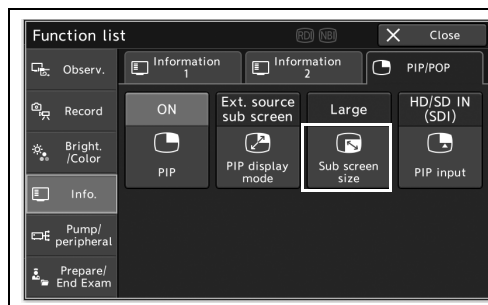 Function list
RDI
NBI
Close
Observ.
Record
Bright.
/Color
Info.
Pump/
peripheral
Prepare/
End Exam
Information
1
Information
2
PIP/POP
ON
PIP
Ext. source
sub screen
PIP display
mode
Large
Sub screen
size
HD/SD IN
(SDI)
PIP input